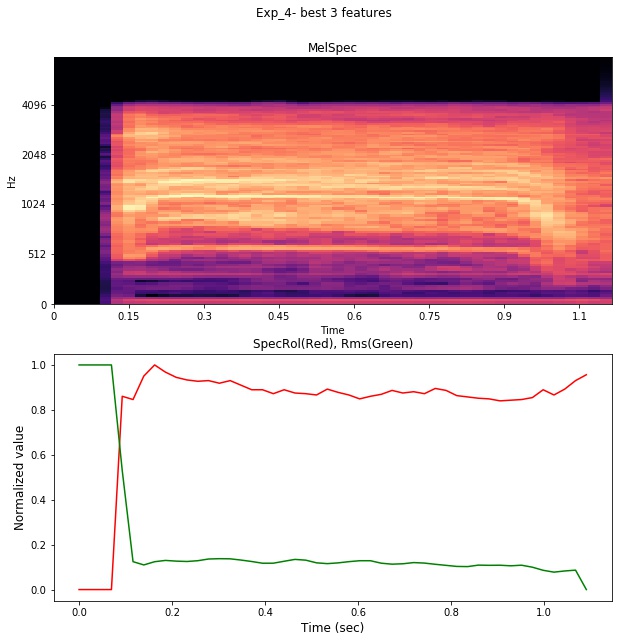 Exp_4- best 3 features
MelSpec
4096
2048
1024
512
0
Hz
0 0.15 0.3 0.45 0.6 0.75 0.9 1.1
Time
SpecRol(Red), Rms(Green)
1.0
0.8
0.6
0.4
0.2
0.0
Normalized value
0.0 0.2 0.4 0.6 0.8 1.0
Time (sec)